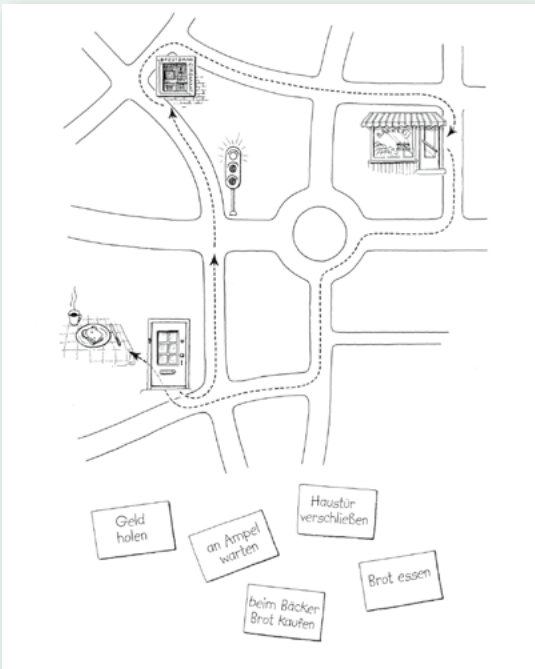 Geld
holen
an Ampel
warten
Haustür
verschließen
beim Bäcker
Brot kaufen
Brot essen